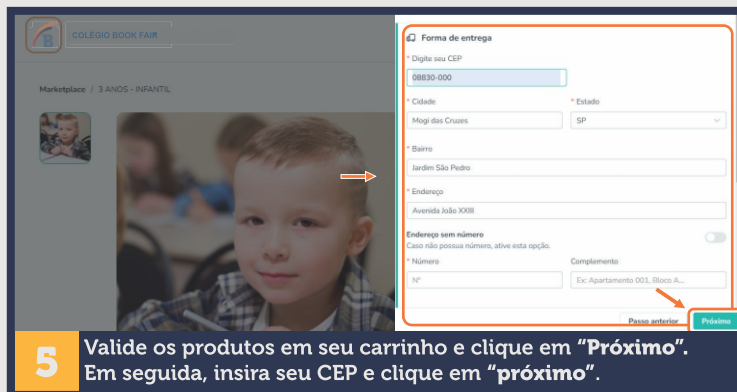 COLÉGIO BOOK FAIR
Marketplace / 3 ANOS - INFANTIL
Forma de entrega
* Digite seu CEP
08830-000
* Cidade
* Estado
Mogi das Cruzes
SP
* Bairro
Jardim São Pedro
* Endereço
Avenida João XXIII
Endereço sem número
Caso não possua número, ative esta opção.
* Número
Complemento
Nº
Ex: Apartamento 001, Bloco A...
Passo anterior
Próximo
5
Valide os produtos em seu carrinho e clique em “Próximo”.
Em seguida, insira seu CEP e clique em “próximo”.